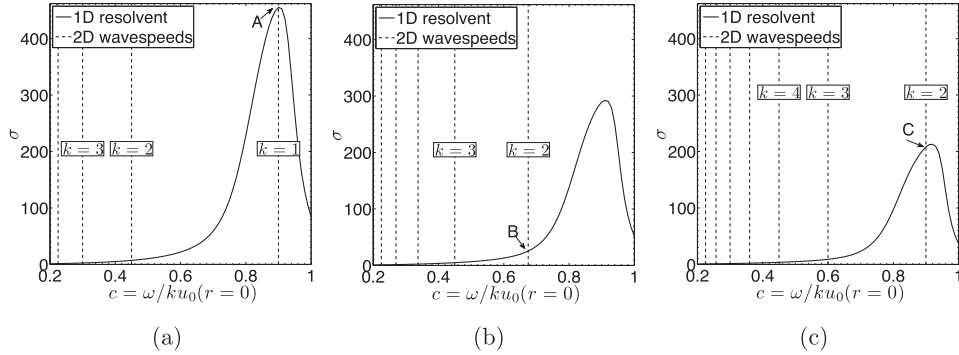 A
1D resolvent
2D wavespeeds
400
300
200
100
0
σ
k = 3
k = 2
k = 1
0.2
0.4
0.6
0.8
1
c = ω/ku₀(r = 0)
(a)
1D resolvent
2D wavespeeds
400
300
200
100
0
σ
k = 3
k = 2
B
0.2
0.4
0.6
0.8
1
c = ω/ku₀(r = 0)
(b)
1D resolvent
2D wavespeeds
400
300
200
100
0
σ
k = 4
k = 3
k = 2
C
0.2
0.4
0.6
0.8
1
c = ω/ku₀(r = 0)
(c)